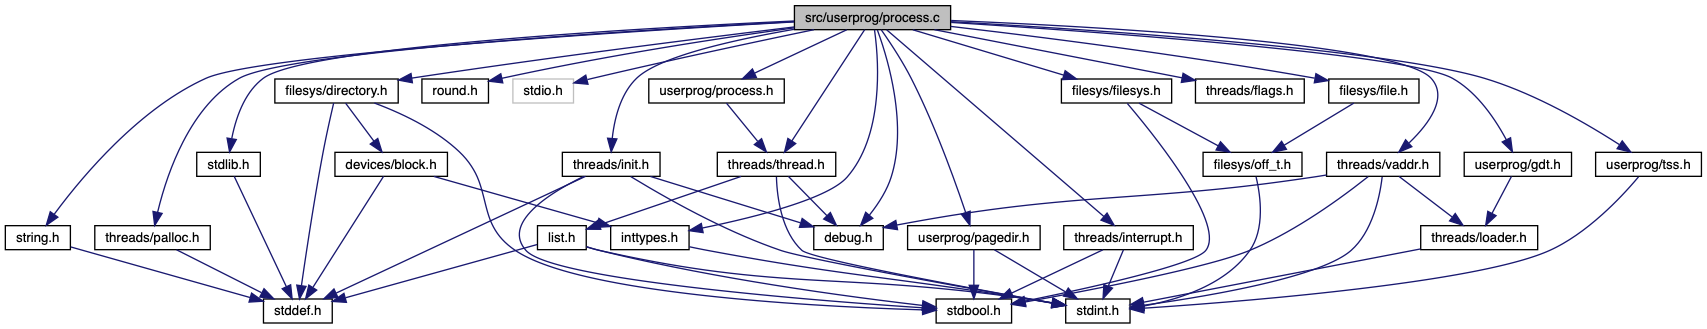 src/userprog/process.c
filesys/directory.h
round.h
stdio.h
userprog/process.h
filesys/filesys.h
threads/flags.h
filesys/file.h
stdlib.h
devices/block.h
threads/init.h
threads/thread.h
filesys/off_t.h
threads/vaddr.h
userprog/gdt.h
userprog/tss.h
string.h
threads/palloc.h
list.h
inttypes.h
debug.h
userprog/pagedir.h
threads/interrupt.h
threads/loader.h
stddef.h
stdbool.h
stdint.h